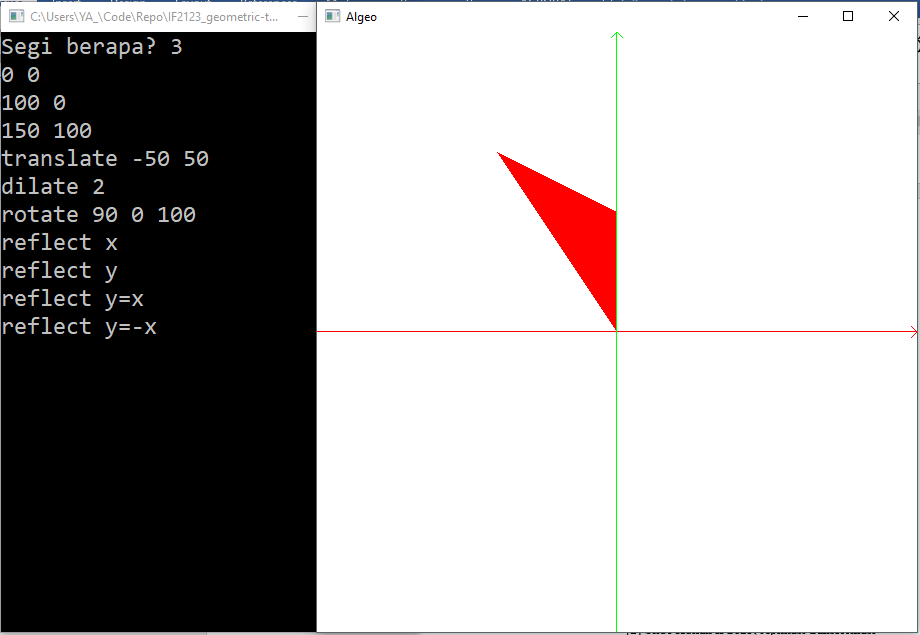 C:\Users\YA_\Code\Repo\IF2123_geometric-t...
Algeo
Segi berapa? 3
0 0
100 0
150 100
translate -50 50
dilate 2
rotate 90 0 100
reflect x
reflect y
reflect y=x
reflect y=-x